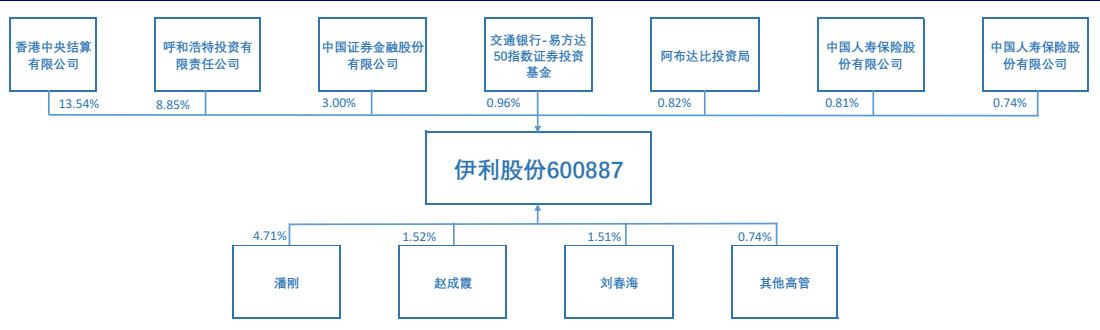 香港中央结算
有限公司
呼和浩特投资有
限责任公司
中国证券金融股份
有限公司
交通银行-易方达
50指数证券投资
基金
阿布达比投资局
中国人寿保险股
份有限公司
中国人寿保险股
份有限公司
13.54%
8.85%
3.00%
0.96%
0.82%
0.81%
0.74%
伊利股份600887
4.71%
1.52%
1.51%
0.74%
潘刚
赵成霞
刘春海
其他高管